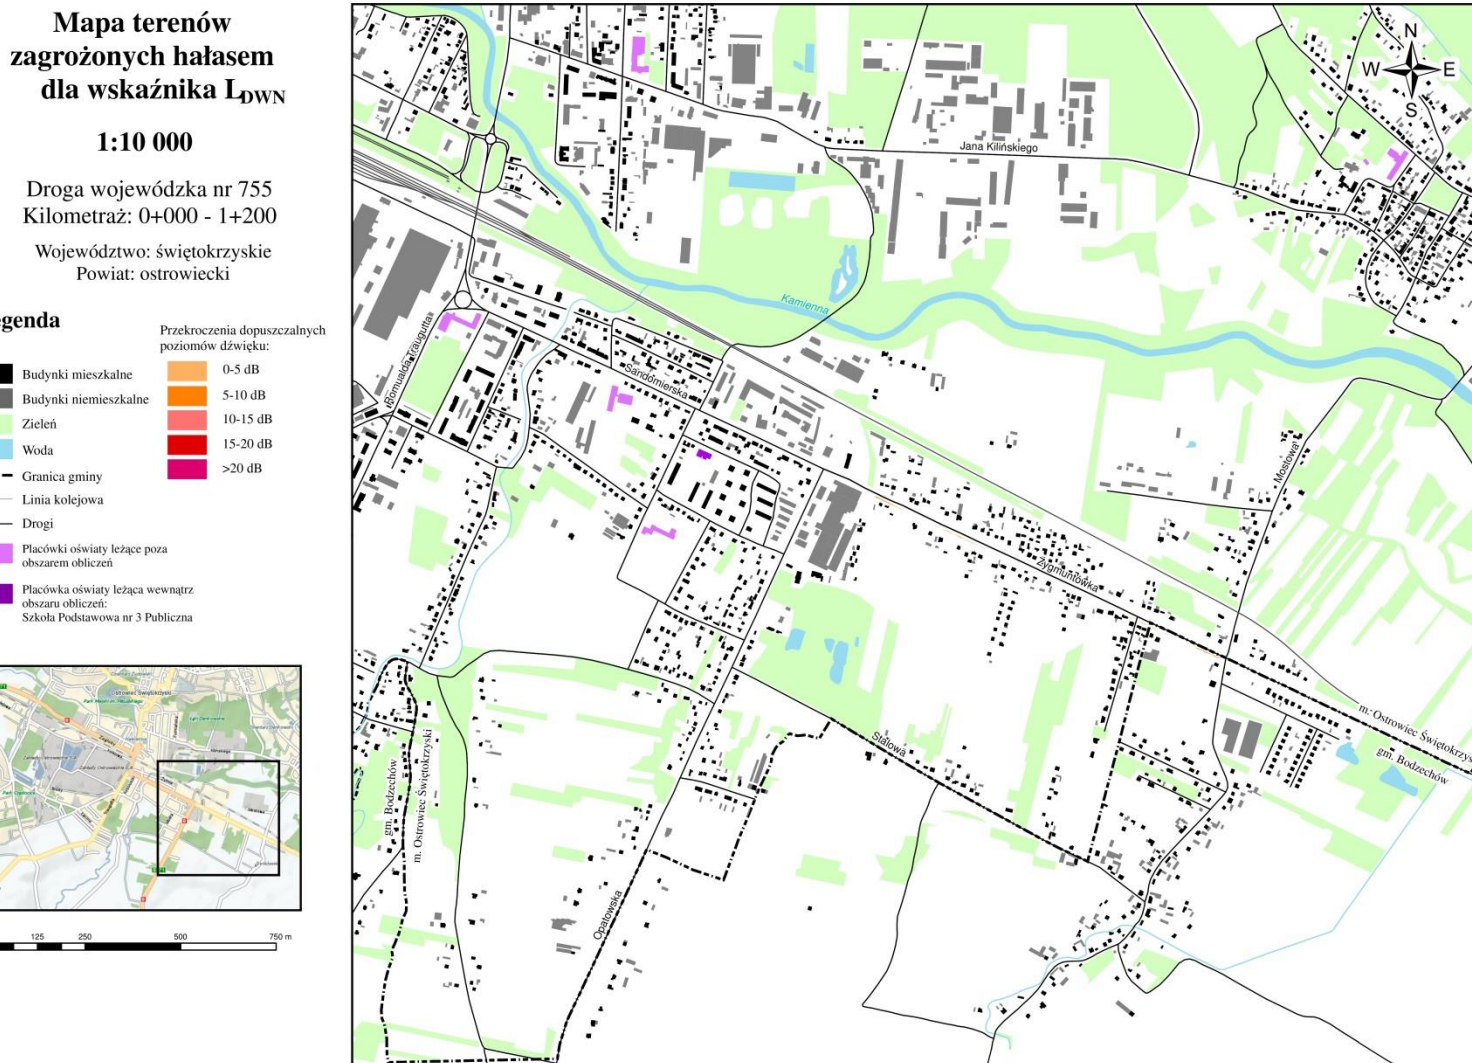 Mapa terenów
zagrożonych hałasem
dla wskaźnika LDWN
1:10 000
Droga wojewódzka nr 755
Kilometraż: 0+000 - 1+200
Województwo: świętokrzyskie
Powiat: ostrowiecki
egenda
Budynki mieszkalne
Budynki niemieszkalne
Zieleń
Woda
Granica gminy
Linia kolejowa
Drogi
Placówki oświaty leżące poza
obszarem obliczeń
Placówka oświaty leżąca wewnątrz
obszaru obliczeń:
Szkoła Podstawowa nr 3 Publiczna
Przekroczenia dopuszczalnych
poziomów dźwięku:
0-5 dB
5-10 dB
10-15 dB
15-20 dB
>20 dB
125 250 500 750 m
N
W E
S
Jana Kilińskiego
Kamienna
Romualda Traugutta
Sandomierska
Mostowa
Żygmuntówka
Stalowa
Opatowska
gm. Bodzechów
m. Ostrowiec Świętokrzyski
m. Ostrowiec Świętokrzys
gm. Bodzechów